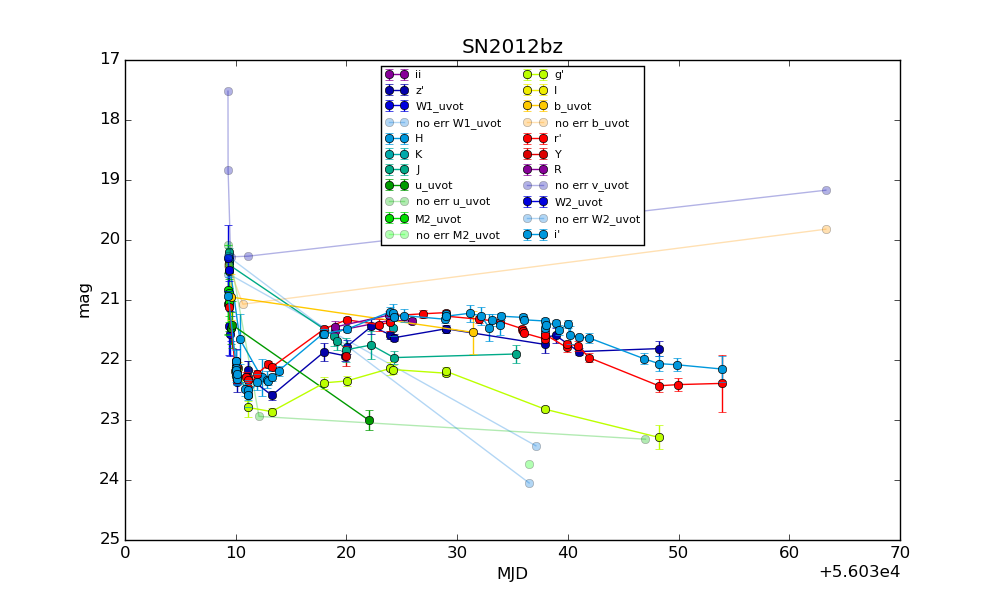 SN2012bz
17
18
19
20
21
22
23
24
25
mag
ii
z'
W1_uvot
no err W1_uvot
H
K
J
u_uvot
no err u_uvot
M2_uvot
no err M2_uvot
g'
I
b_uvot
no err b_uvot
r'
Y
R
no err v_uvot
W2_uvot
no err W2_uvot
i'
0 10 20 30 40 50 60 70
MJD
+5.603e4